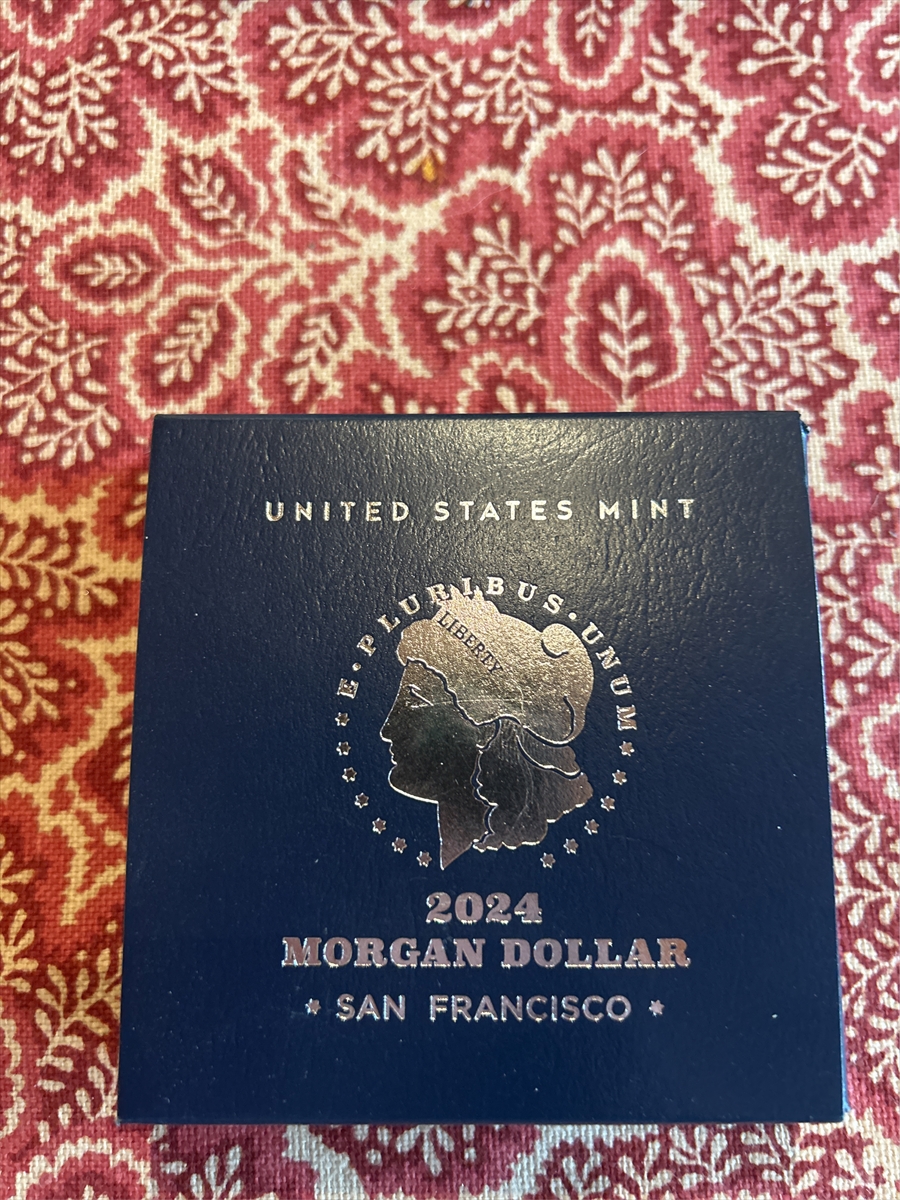 UNITED STATES MINT
E · PLURIBUS · UNUM
LIBERTY
2024
MORGAN DOLLAR
* SAN FRANCISCO *